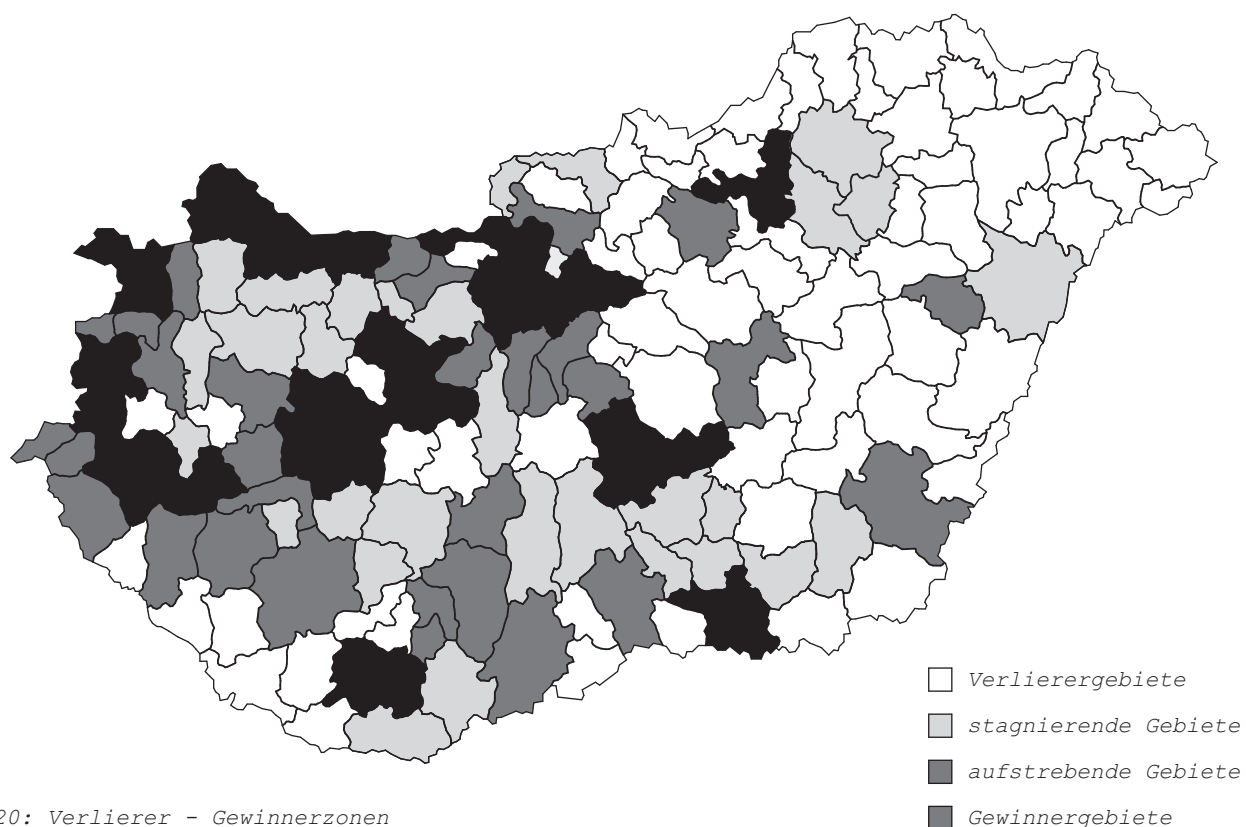 Verlierergebiete
stagnierende Gebiete
aufstrebende Gebiete
20: Verlierer - Gewinnerzonen
Gewinnergebiete